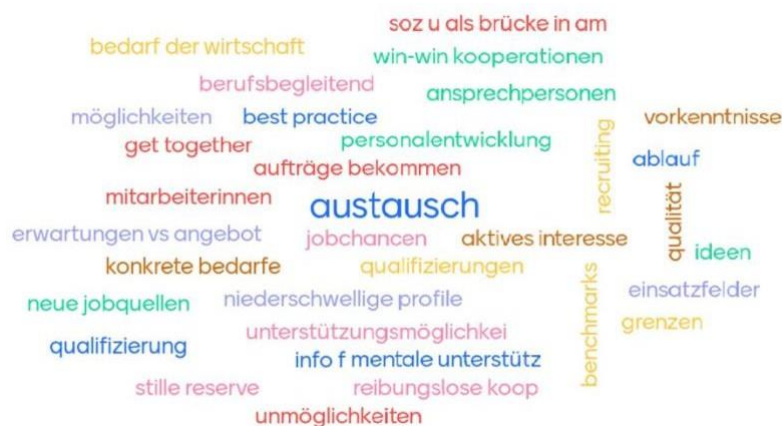 soz u als brücke in am
bedarf der wirtschaft
win-win kooperationen
berufsbegleitend
ansprechpersonen
möglichkeiten
best practice
vorkenntnisse
get together
personalentwicklung
recruiting
ablauf
aufträge bekommen
mitarbeiterinnen
austausch
qualität
erwartungen vs angebot
jobchancen
aktives interesse
ideen
konkrete bedarfe
qualifizierungen
benchmarks
einsatzfelder
neue jobquellen
niederschwellige profile
grenzen
unterstützungsmöglichkei
qualifizierung
info f mentale unterstütz
stille reserve
reibungslose koop
unmöglichkeiten